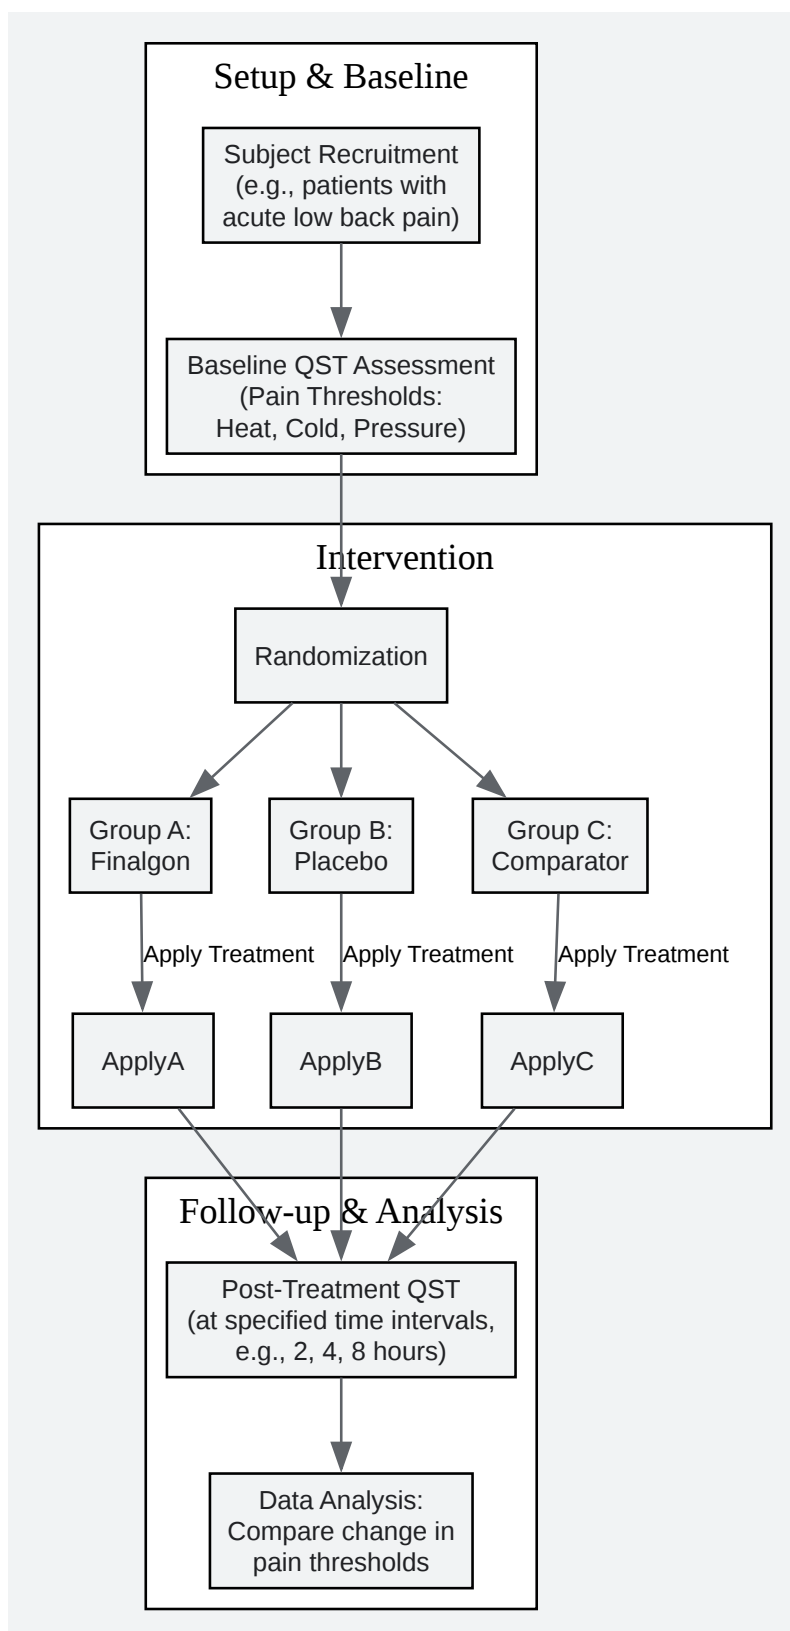 Setup & Baseline
Subject Recruitment
(e.g., patients with
acute low back pain)
Baseline QST Assessment
(Pain Thresholds:
Heat, Cold, Pressure)
Intervention
Randomization
Group A:
Finalgon
Group B:
Placebo
Group C:
Comparator
Apply Treatment
Apply Treatment
Apply Treatment
ApplyA
ApplyB
ApplyC
Follow-up & Analysis
Post-Treatment QST
(at specified time intervals,
e.g., 2, 4, 8 hours)
Data Analysis:
Compare change in
pain thresholds